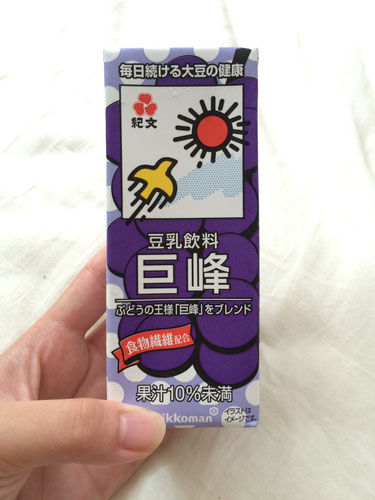 毎日続ける大豆の健康
紀文
豆乳飲料
巨峰
ぶどうの王様「巨峰」をブレンド
食物繊維配合
果汁10%未満
kikkoman
イラストは
イメージです。